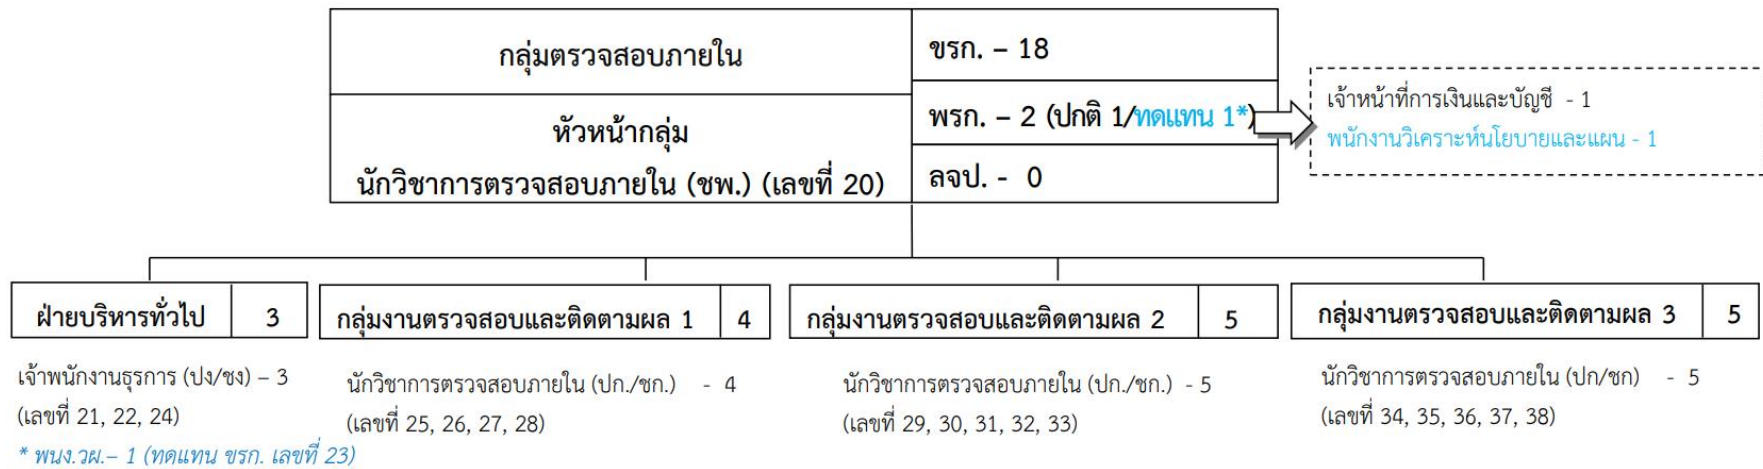 กลุ่มตรวจสอบภายใน
ขรก. – 18
หัวหน้ากลุ่ม
นักวิชาการตรวจสอบภายใน (ชพ.) (เลขที่ 20)
พรก. – 2 (ปกติ 1/ทดแทน 1*)
ลจป. - 0
เจ้าหน้าที่การเงินและบัญชี - 1
พนักงานวิเคราะห์นโยบายและแผน - 1
ฝ่ายบริหารทั่วไป 3
เจ้าพนักงานธุรการ (ปง/ชง) – 3
(เลขที่ 21, 22, 24)
* พนง.วผ.– 1 (ทดแทน ขรก. เลขที่ 23)
กลุ่มงานตรวจสอบและติดตามผล 1 4
นักวิชาการตรวจสอบภายใน (ปก./ชก.) - 4
(เลขที่ 25, 26, 27, 28)
กลุ่มงานตรวจสอบและติดตามผล 2 5
นักวิชาการตรวจสอบภายใน (ปก./ชก.) - 5
(เลขที่ 29, 30, 31, 32, 33)
กลุ่มงานตรวจสอบและติดตามผล 3 5
นักวิชาการตรวจสอบภายใน (ปก/ชก) - 5
(เลขที่ 34, 35, 36, 37, 38)